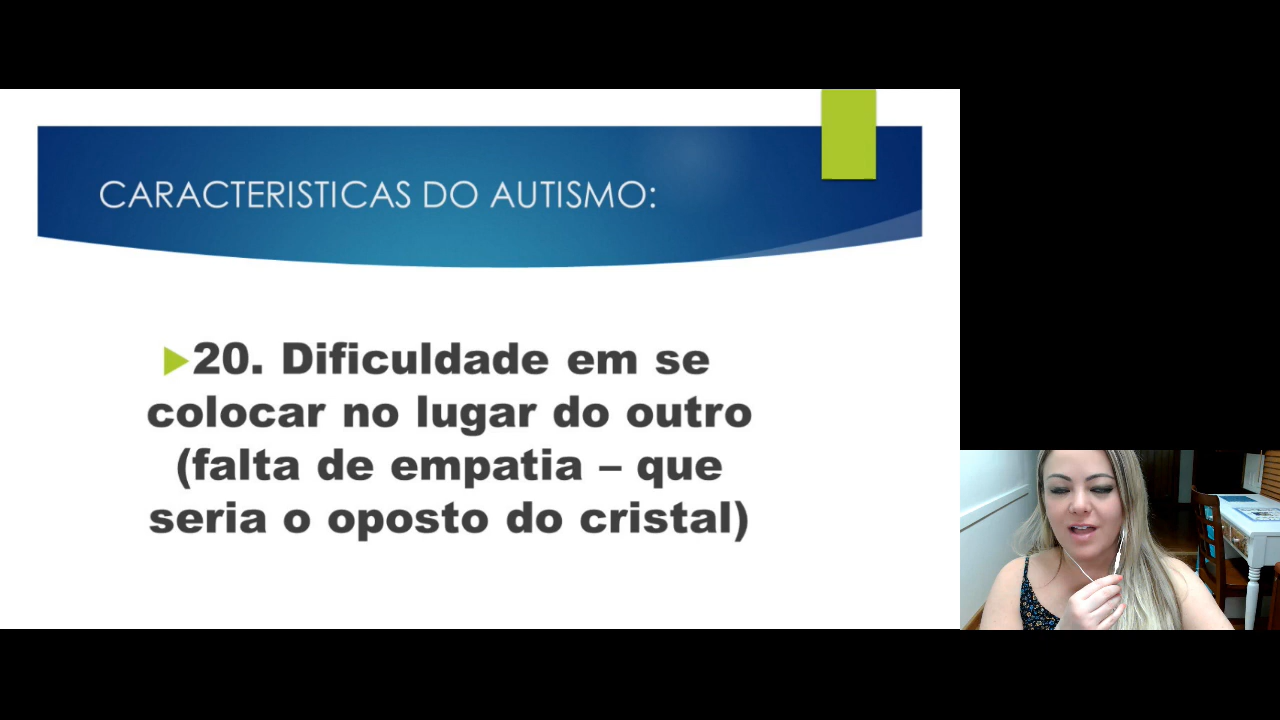 CARACTERISTICAS DO AUTISMO:
20. Dificuldade em se
colocar no lugar do outro
(falta de empatia – que
seria o oposto do cristal)